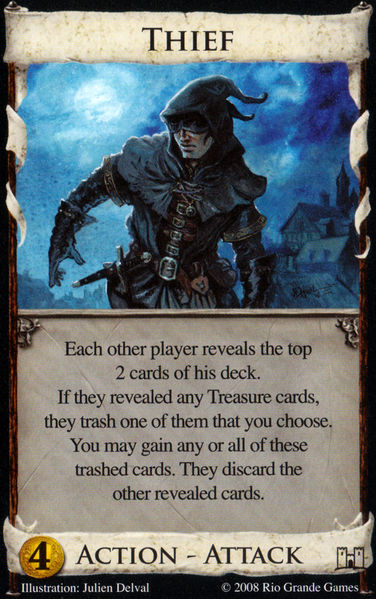 THIEF
Each other player reveals the top
2 cards of his deck.
If they revealed any Treasure cards,
they trash one of them that you choose.
You may gain any or all of these
trashed cards. They discard the
other revealed cards.
4 ACTION - ATTACK
Illustration: Julien Delval © 2008 Rio Grande Games